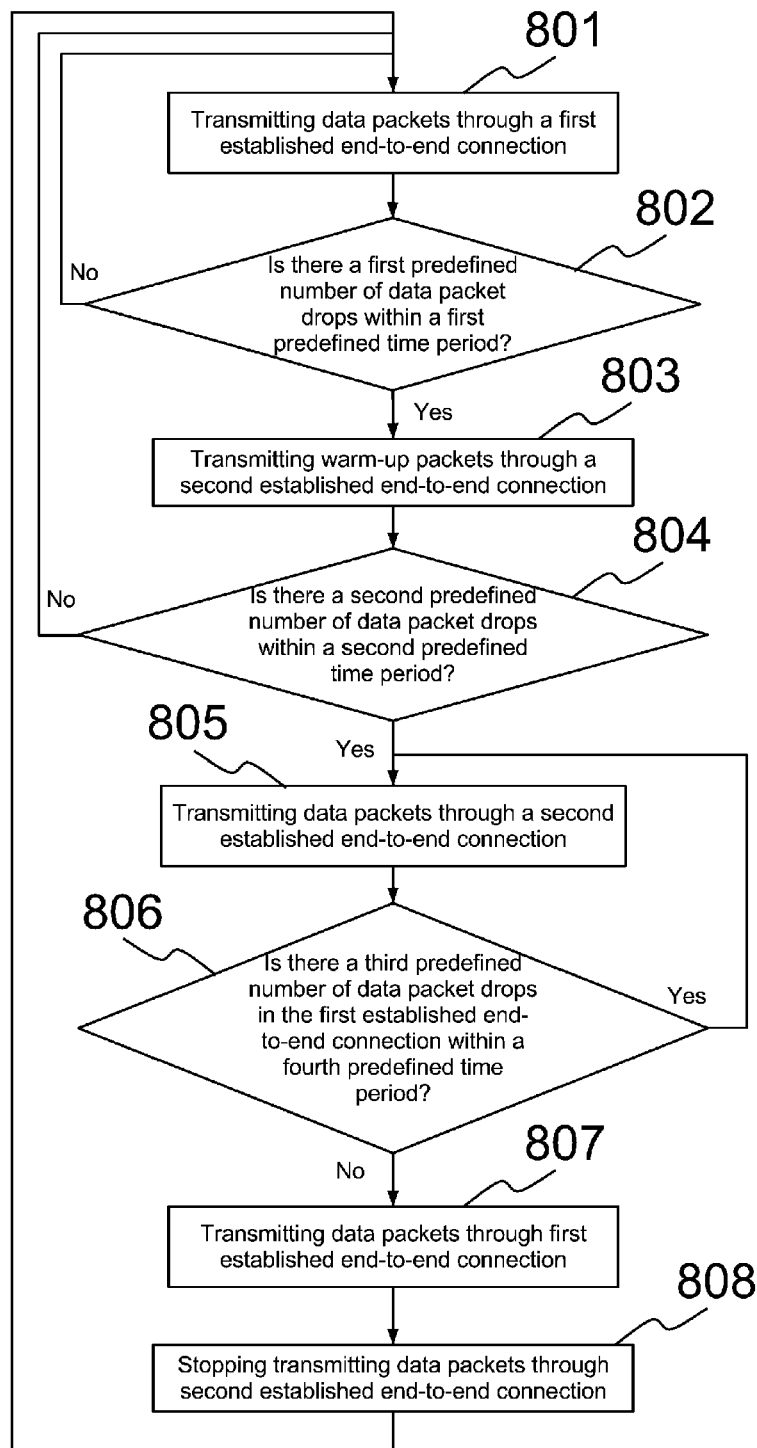 801
Transmitting data packets through a first
established end-to-end connection
802
No
Is there a first predefined
number of data packet
drops within a first
predefined time period?
803
Yes
Transmitting warm-up packets through a
second established end-to-end connection
804
No
Is there a second predefined
number of data packet drops
within a second predefined
time period?
805
Yes
Transmitting data packets through a second
established end-to-end connection
806
Is there a third predefined
number of data packet drops
in the first established end-
to-end connection within a
fourth predefined time
period?
Yes
807
No
Transmitting data packets through first
established end-to-end connection
808
Stopping transmitting data packets through
second established end-to-end connection